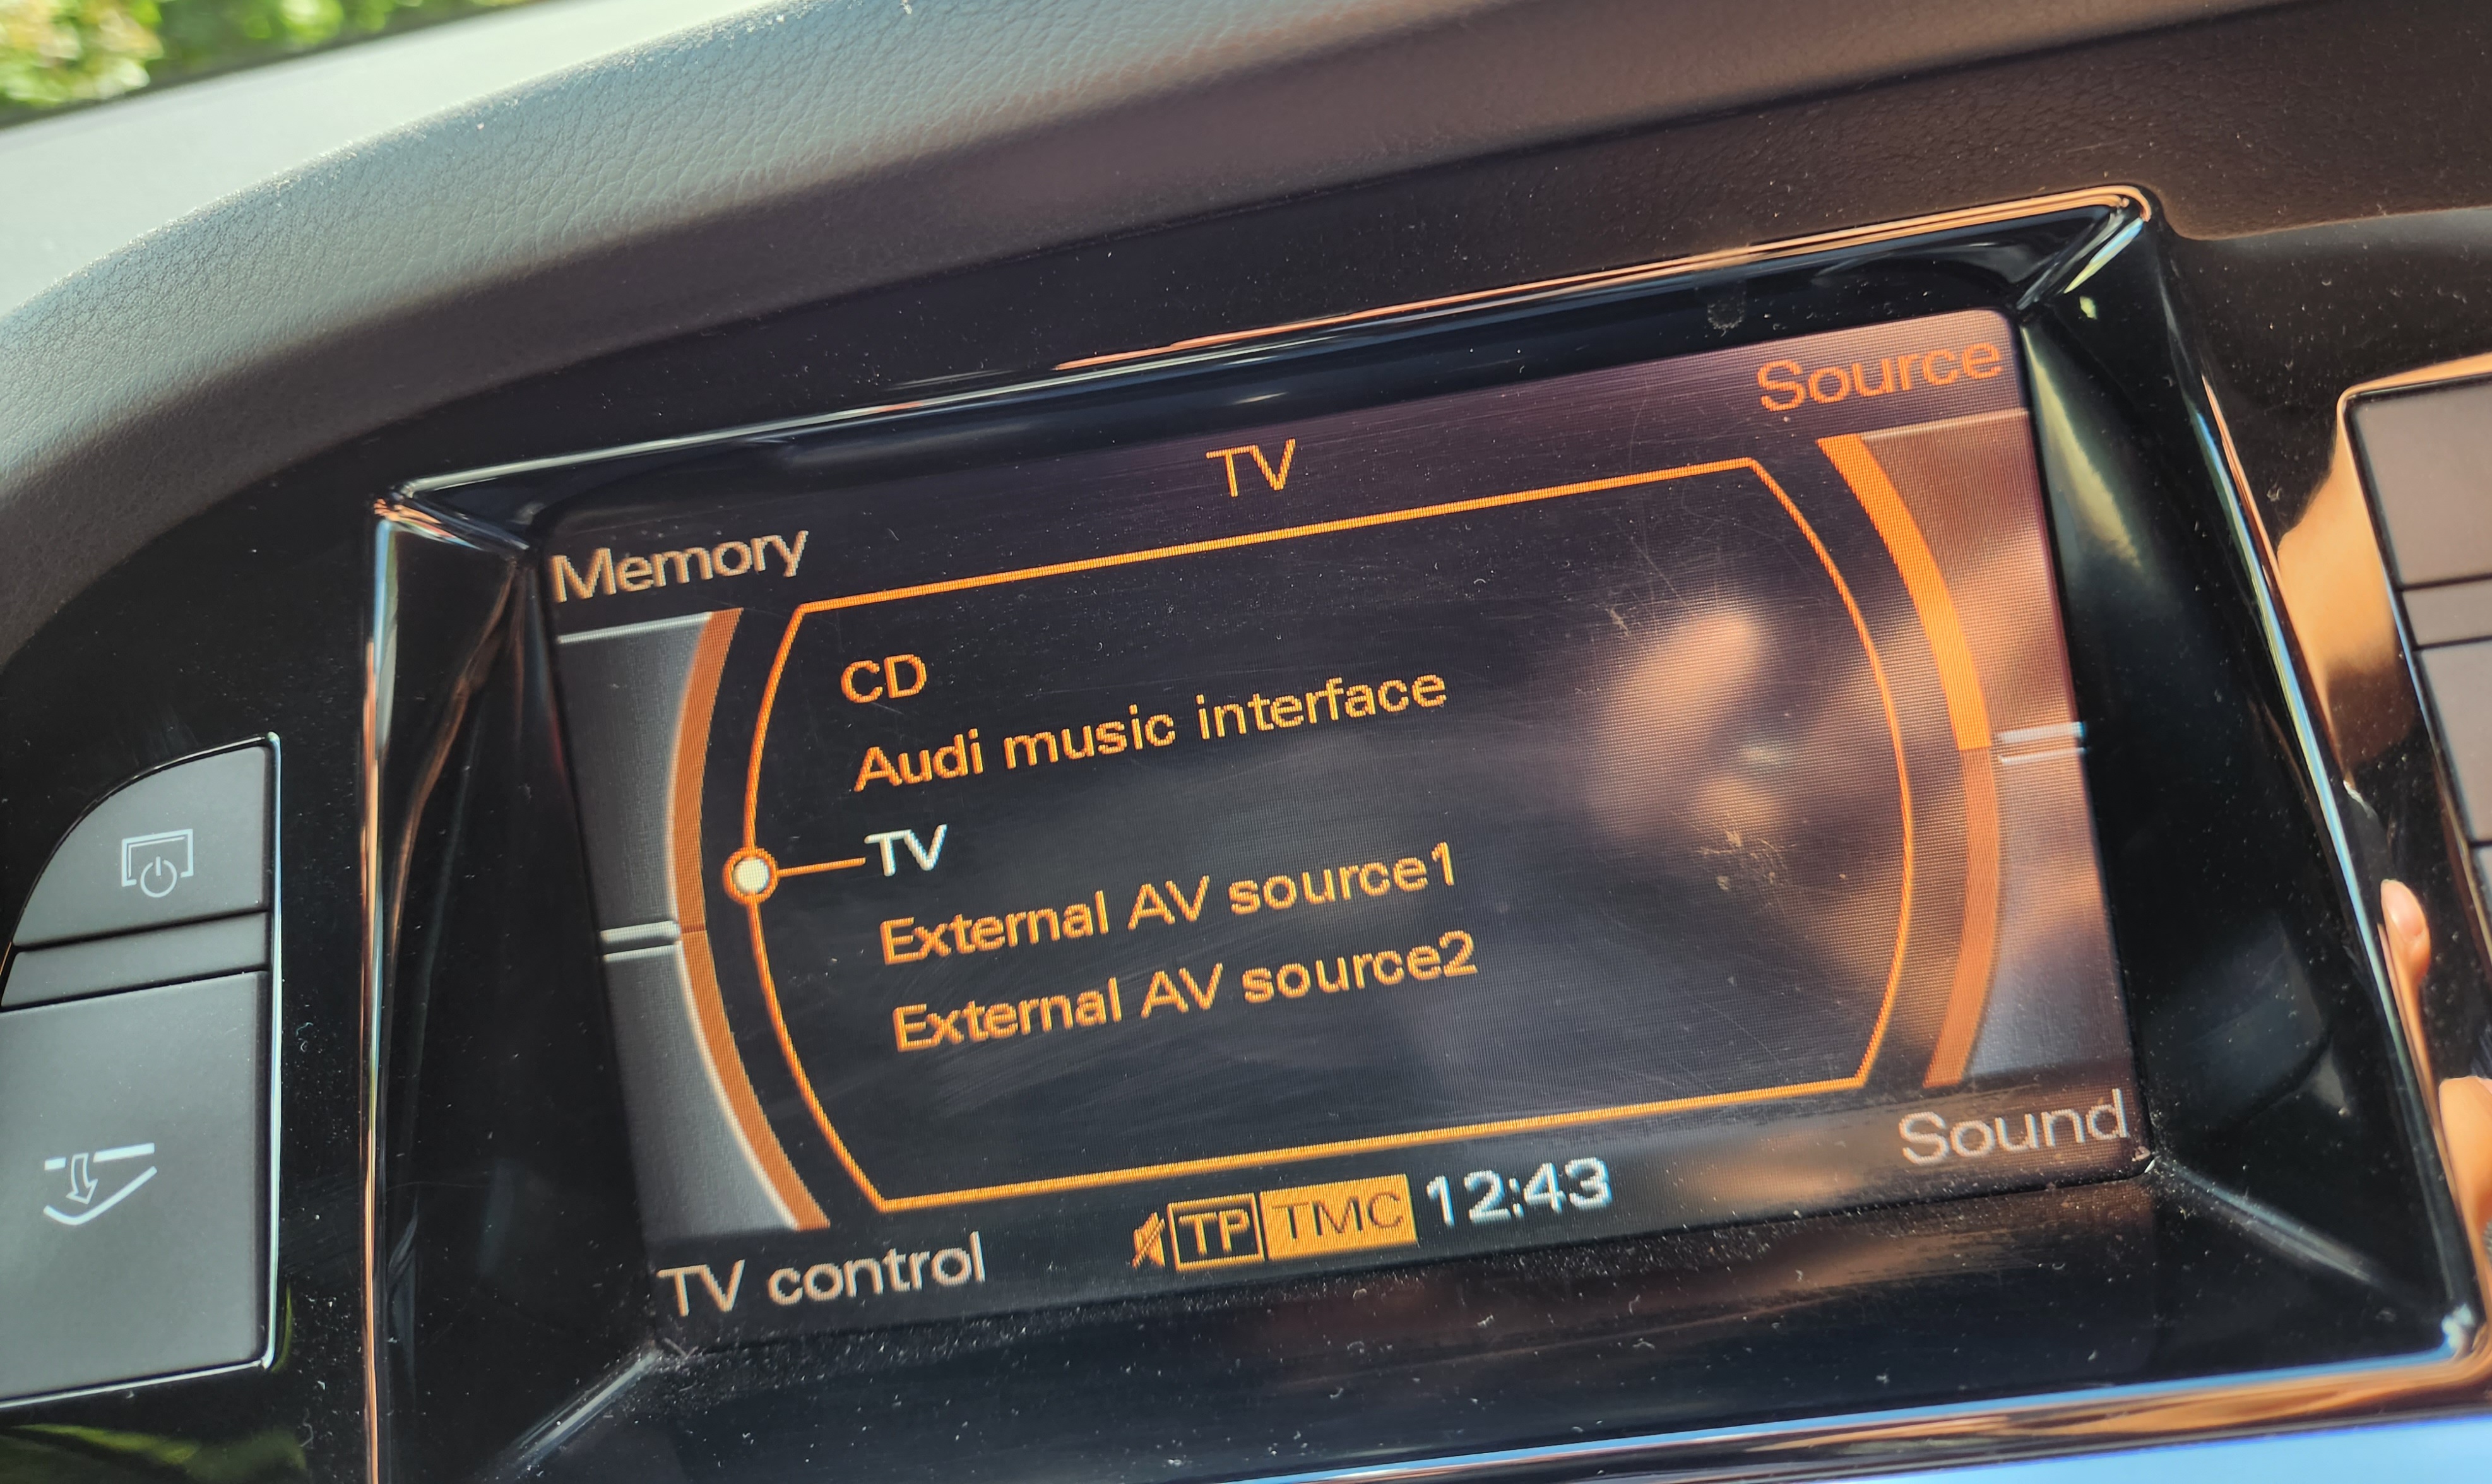 Source
TV
Memory
CD
Audi music interface
TV
External AV source1
External AV source2
Sound
TV control
TP TMC 12:43